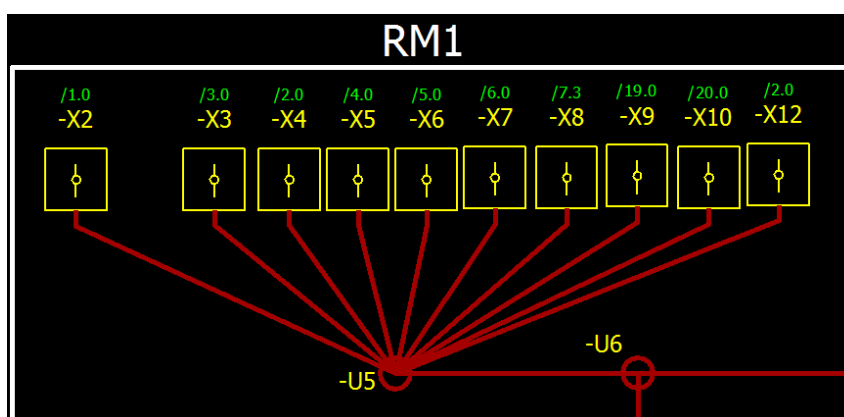 RM1
/1.0 /3.0 /2.0 /4.0 /5.0 /6.0 /7.3 /19.0 /20.0 /2.0
-X2 -X3 -X4 -X5 -X6 -X7 -X8 -X9 -X10 -X12
-U6
-U5